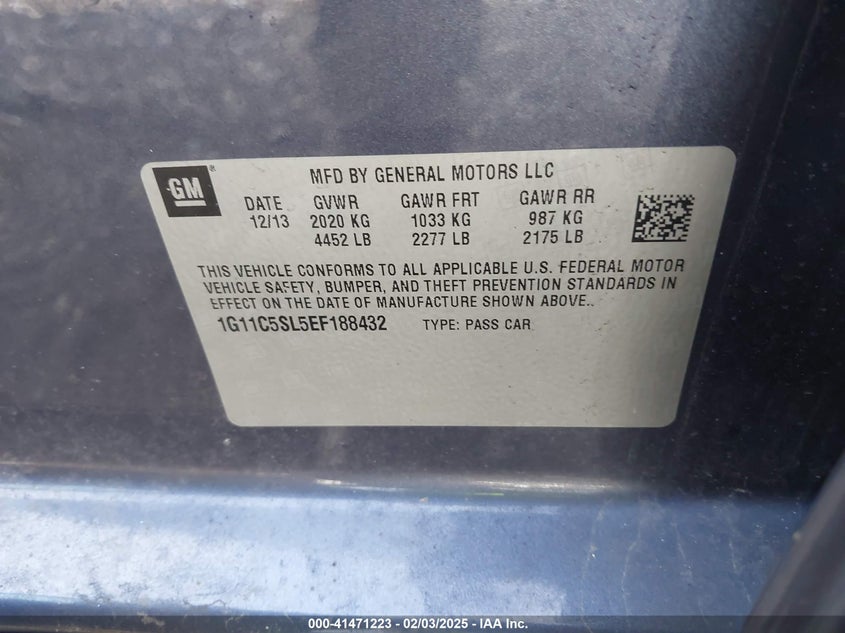 GM
MFD BY GENERAL MOTORS LLC
DATE GVWR GAWR FRT GAWR RR
12/13 2020 KG 1033 KG 987 KG
4452 LB 2277 LB 2175 LB
THIS VEHICLE CONFORMS TO ALL APPLICABLE U.S. FEDERAL MOTOR
VEHICLE SAFETY, BUMPER, AND THEFT PREVENTION STANDARDS IN
EFFECT ON THE DATE OF MANUFACTURE SHOWN ABOVE..
1G11C5SL5EF188432 TYPE: PASS CAR
000-41471223 - 02/03/2025 - IAA Inc.